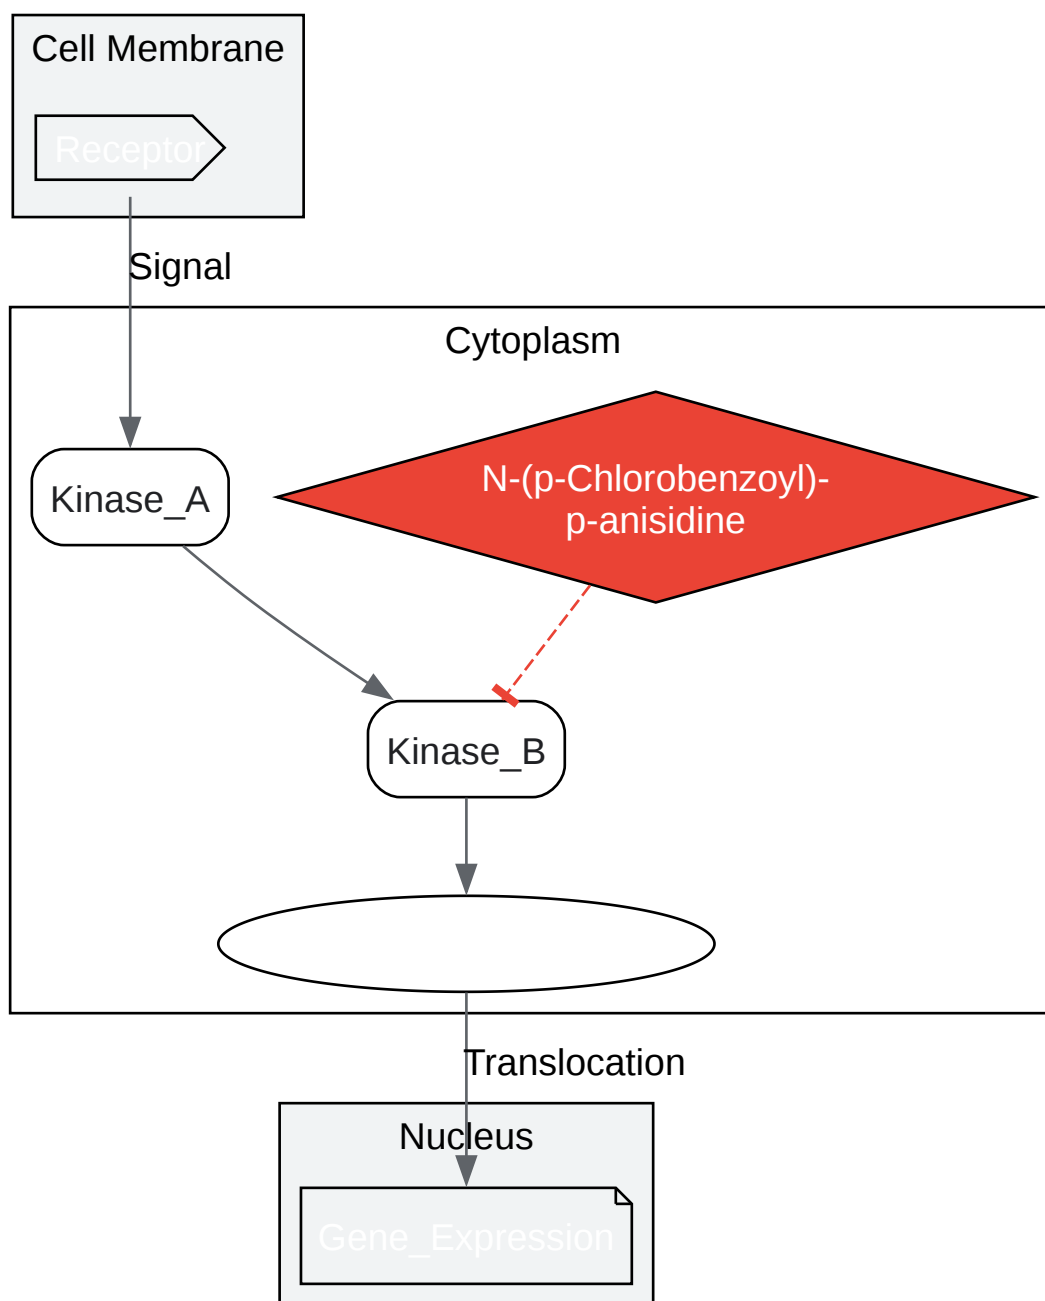 Cell Membrane
Receptor
Signal
Cytoplasm
Kinase_A
N-(p-Chlorobenzoyl)-
p-anisidine
Kinase_B
Translocation
Nucleus
Gene_Expression